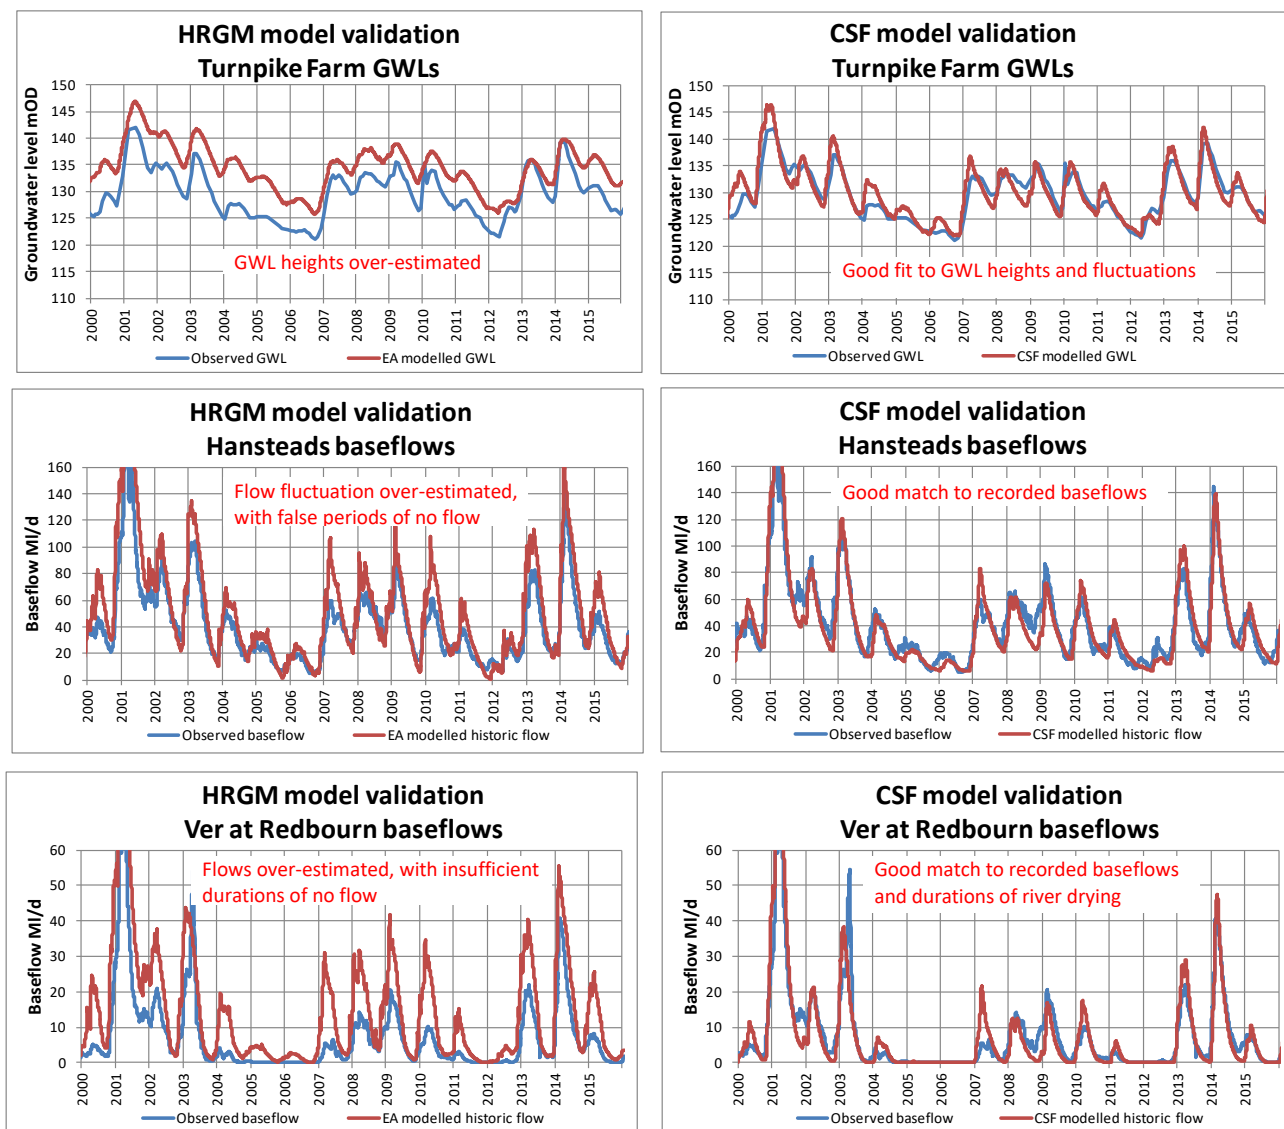 HRGM model validation
Turnpike Farm GWLs
Groundwater level mOD
150
145
140
135
130
125
120
115
110
GWL heights over-estimated
2000 2001 2002 2003 2004 2005 2006 2007 2008 2009 2010 2011 2012 2013 2014 2015
Observed GWL EA modelled GWL
CSF model validation
Turnpike Farm GWLs
Groundwater level mOD
150
145
140
135
130
125
120
115
110
Good fit to GWL heights and fluctuations
2000 2001 2002 2003 2004 2005 2006 2007 2008 2009 2010 2011 2012 2013 2014 2015
Observed GWL CSF modelled GWL
HRGM model validation
Hansteads baseflows
Baseflow Ml/d
160
140
120
100
80
60
40
20
0
Flow fluctuation over-estimated,
with false periods of no flow
2000 2001 2002 2003 2004 2005 2006 2007 2008 2009 2010 2011 2012 2013 2014 2015
Observed baseflow EA modelled historic flow
CSF model validation
Hansteads baseflows
Baseflow Ml/d
160
140
120
100
80
60
40
20
0
Good match to recorded baseflows
2000 2001 2002 2003 2004 2005 2006 2007 2008 2009 2010 2011 2012 2013 2014 2015
Observed baseflow CSF modelled historic flow
HRGM model validation
Ver at Redbourn baseflows
Baseflow Ml/d
60
50
40
30
20
10
0
Flows over-estimated, with insufficient
durations of no flow
2000 2001 2002 2003 2004 2005 2006 2007 2008 2009 2010 2011 2012 2013 2014 2015
Observed baseflow EA modelled historic flow
CSF model validation
Ver at Redbourn baseflows
Baseflow Ml/d
60
50
40
30
20
10
0
Good match to recorded baseflows
and durations of river drying
2000 2001 2002 2003 2004 2005 2006 2007 2008 2009 2010 2011 2012 2013 2014 2015
Observed baseflow CSF modelled historic flow